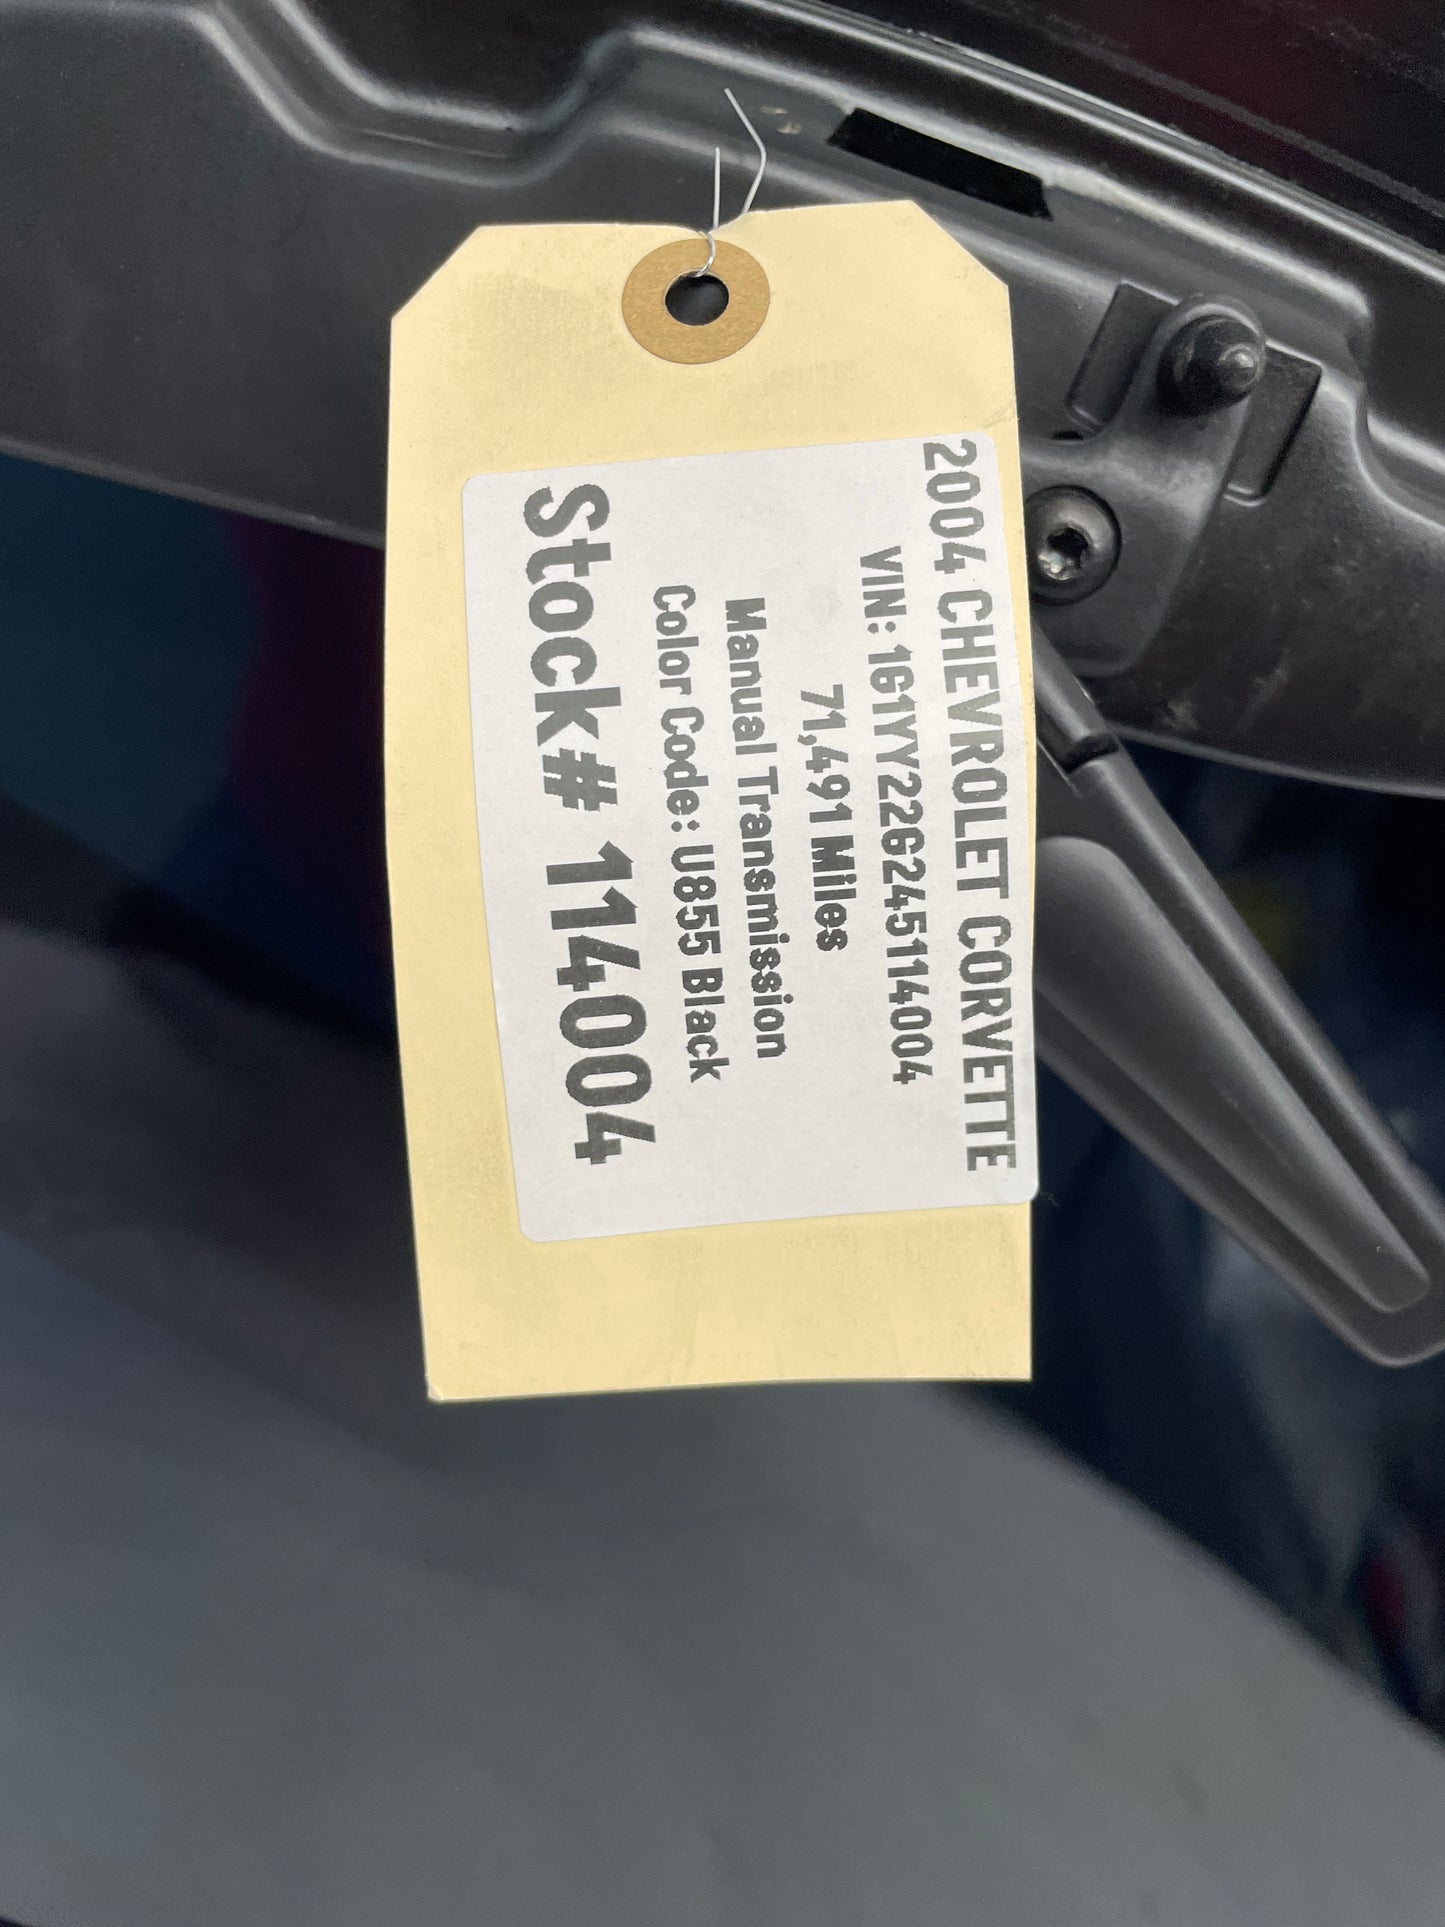 2004 CHEVROLET CORVETTE
VIN: 1G1YY22G245114004
71,491 Miles
Manual Transmission
Color Code: U855 Black
Stock# 114004